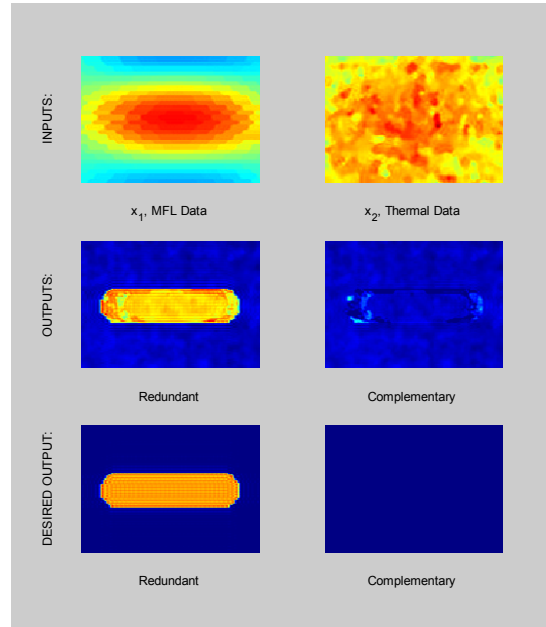 INPUTS:
x1, MFL Data
x2, Thermal Data
OUTPUTS:
Redundant
Complementary
DESIRED OUTPUT:
Redundant
Complementary